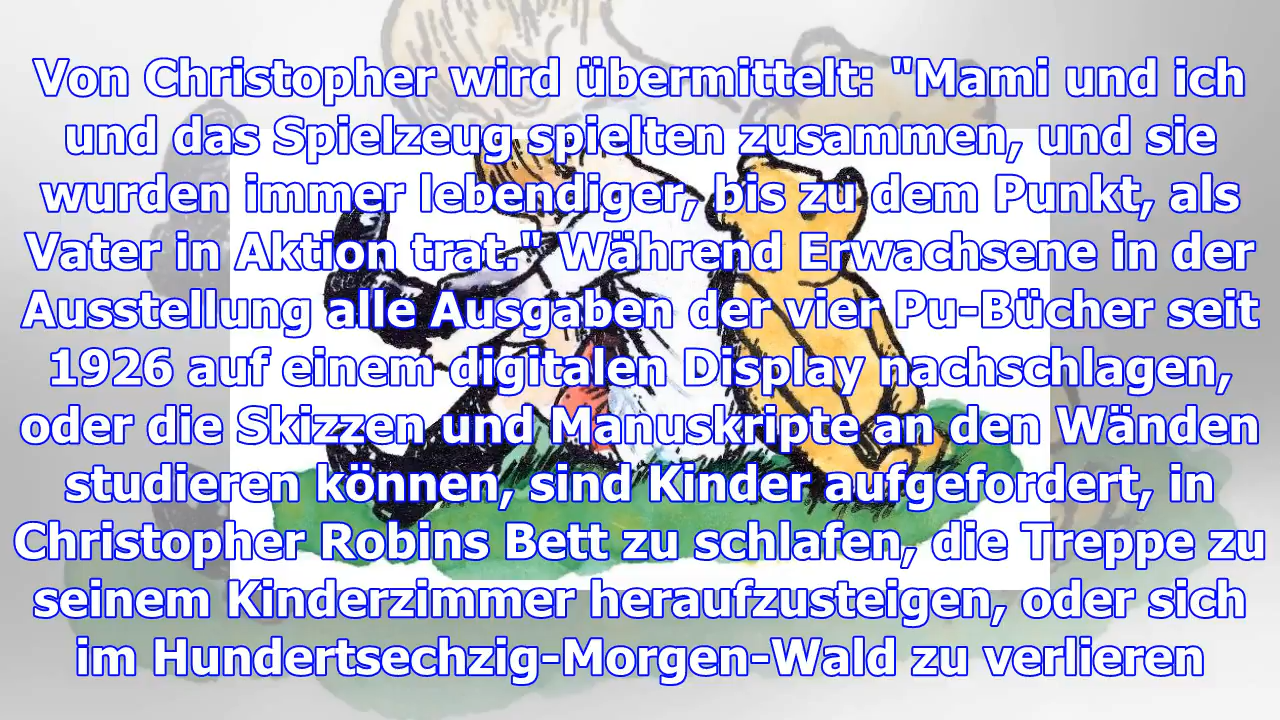 Von Christopher wird übermittelt: "Mami und ich
und das Spielzeug spielten zusammen, und sie
wurden immer lebendiger, bis zu dem Punkt, als
Vater in Aktion trat." Während Erwachsene in der
Ausstellung alle Ausgaben der vier Pu-Bücher seit
1926 auf einem digitalen Display nachschlagen,
oder die Skizzen und Manuskripte an den Wänden
studieren können, sind Kinder aufgefordert, in
Christopher Robins Bett zu schlafen, die Treppe zu
seinem Kinderzimmer heraufzusteigen, oder sich
im Hundertsechzig-Morgen-Wald zu verlieren